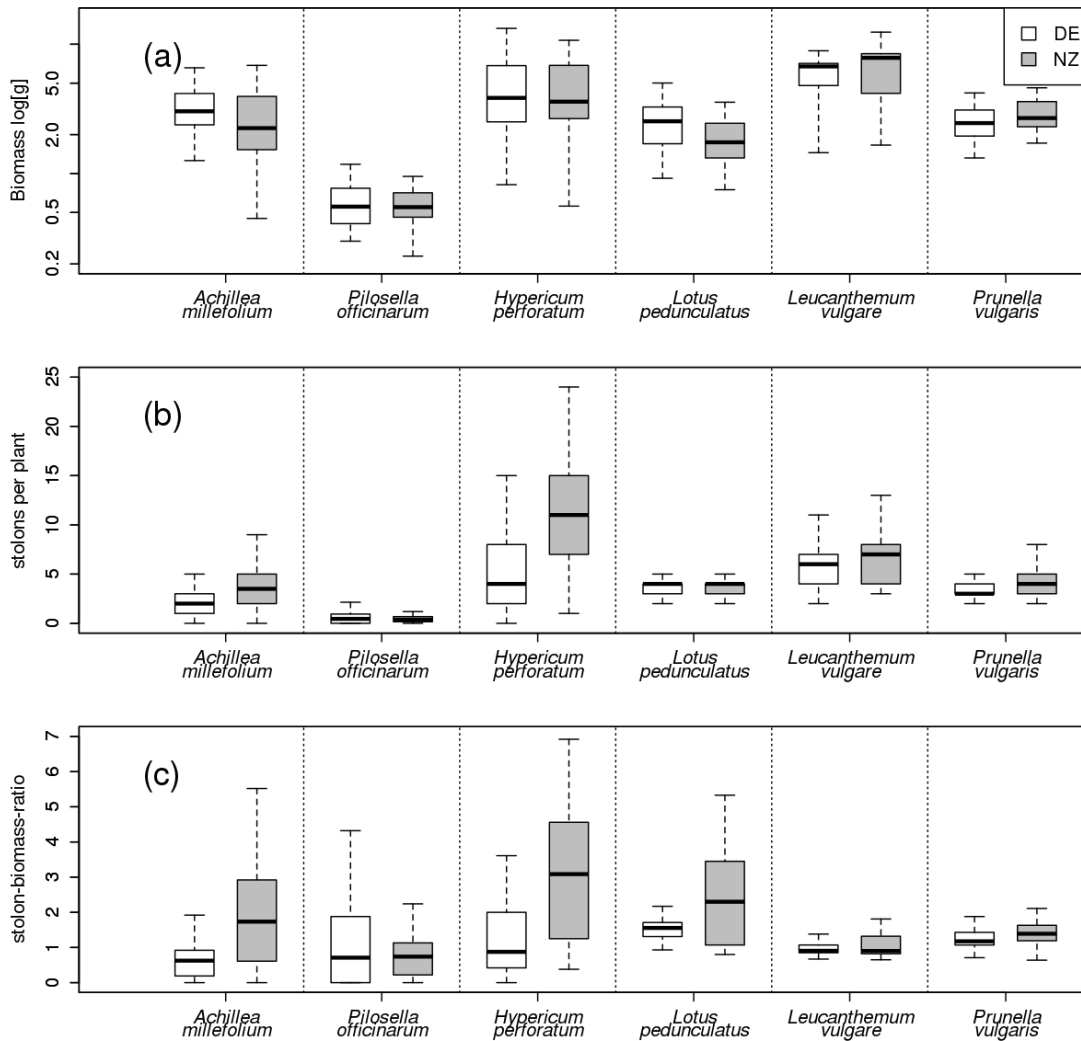 (a)
DE
NZ
Biomass log[g]
5.0
2.0
0.5
0.2
Achillea
millefolium
Pilosella
officinarum
Hypericum
perforatum
Lotus
pedunculatus
Leucanthemum
vulgare
Prunella
vulgaris
(b)
stolons per plant
25
20
15
10
5
0
Achillea
millefolium
Pilosella
officinarum
Hypericum
perforatum
Lotus
pedunculatus
Leucanthemum
vulgare
Prunella
vulgaris
(c)
stolon-biomass-ratio
7
6
5
4
3
2
1
0
Achillea
millefolium
Pilosella
officinarum
Hypericum
perforatum
Lotus
pedunculatus
Leucanthemum
vulgare
Prunella
vulgaris